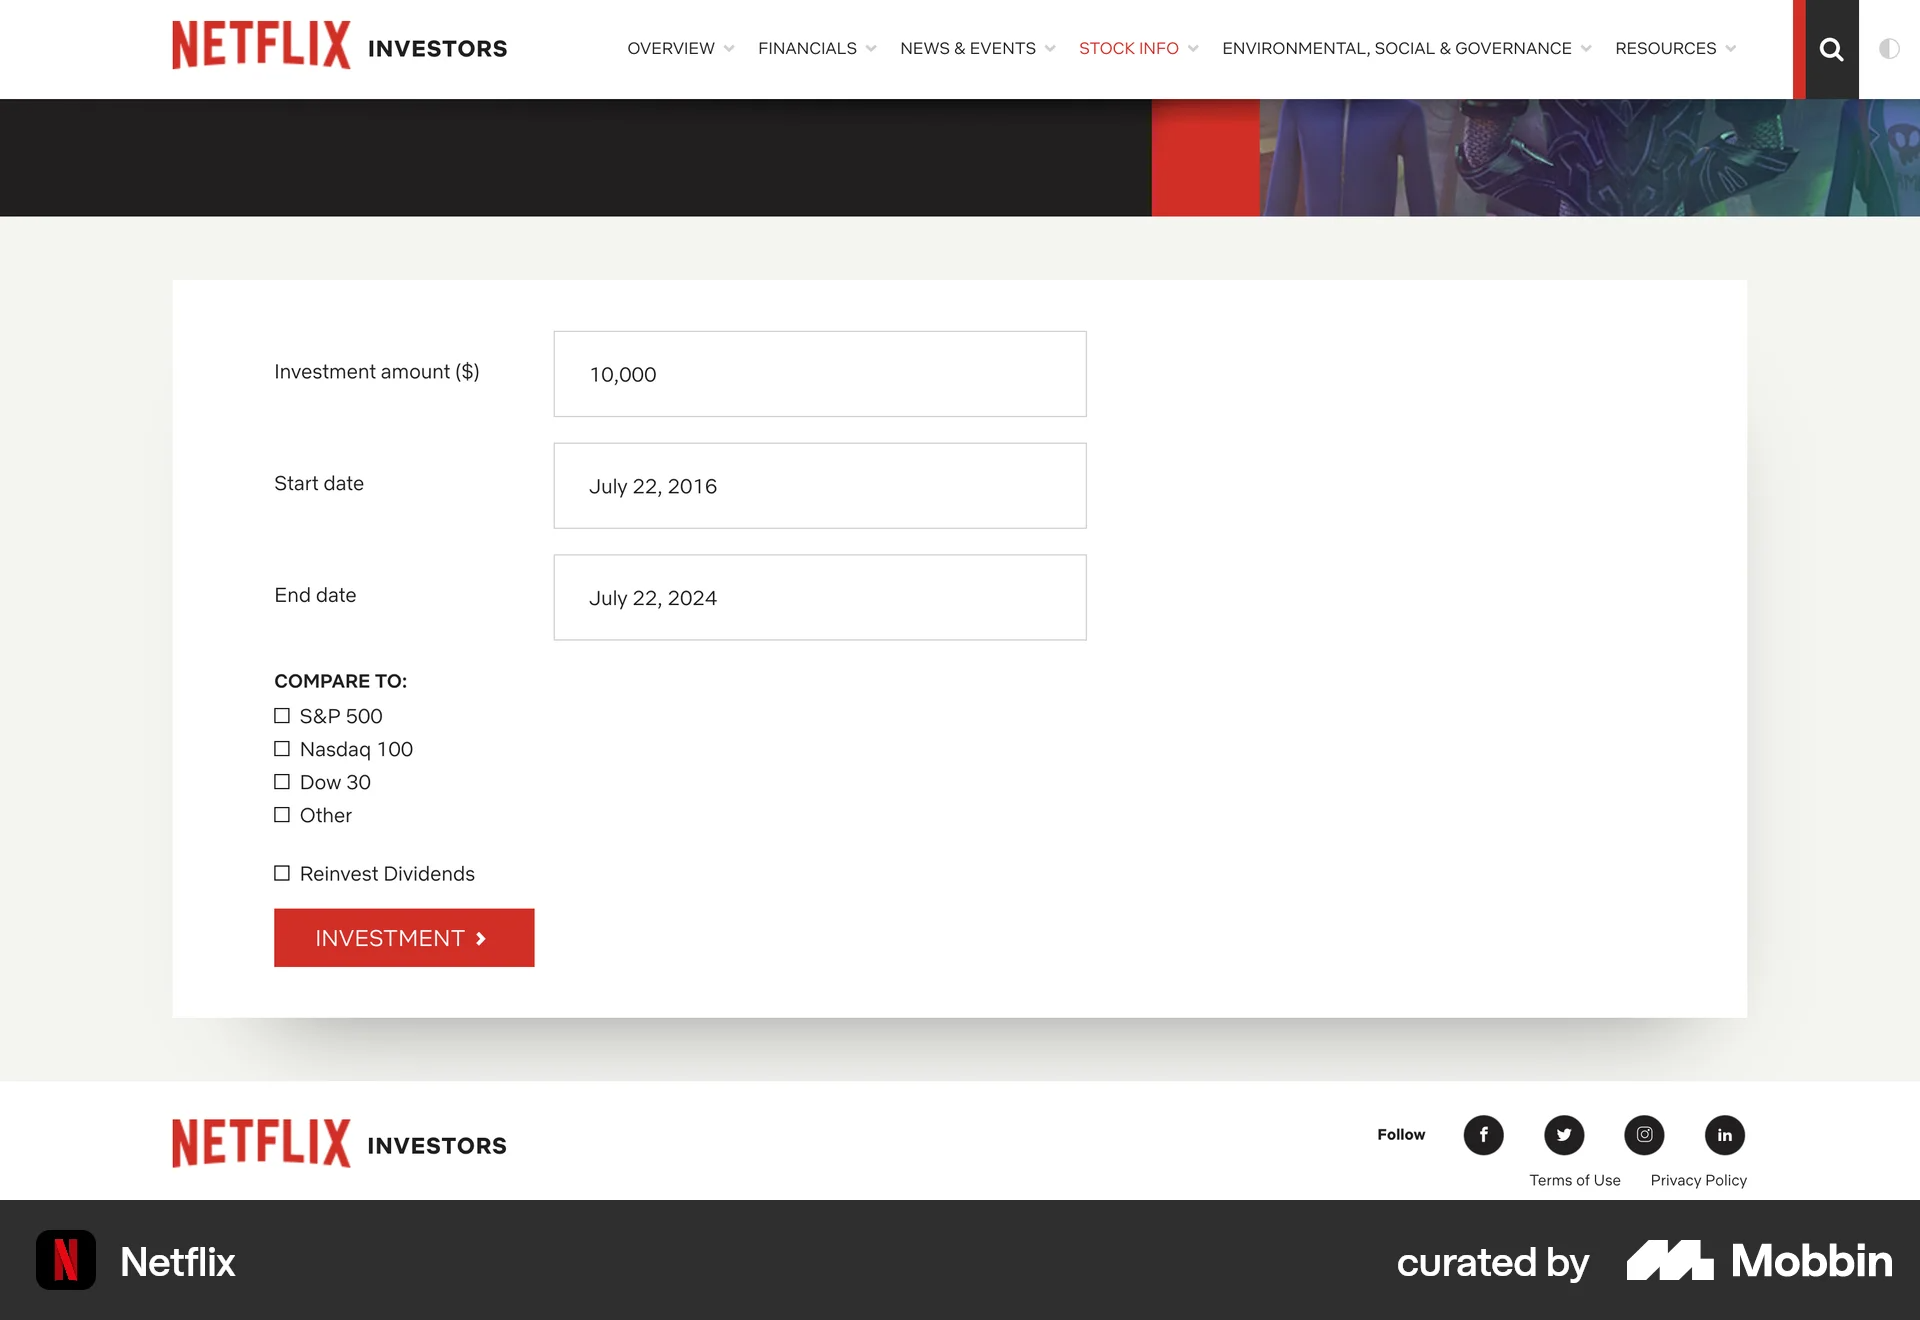 NETFLIX INVESTORS
OVERVIEW FINANCIALS NEWS & EVENTS STOCK INFO ENVIRONMENTAL, SOCIAL & GOVERNANCE RESOURCES
Investment amount ($) 10,000
Start date July 22, 2016
End date July 22, 2024
COMPARE TO:
S&P 500
Nasdaq 100
Dow 30
Other
Reinvest Dividends
INVESTMENT
NETFLIX INVESTORS
Follow
Terms of Use Privacy Policy
Netflix
curated by Mobbin